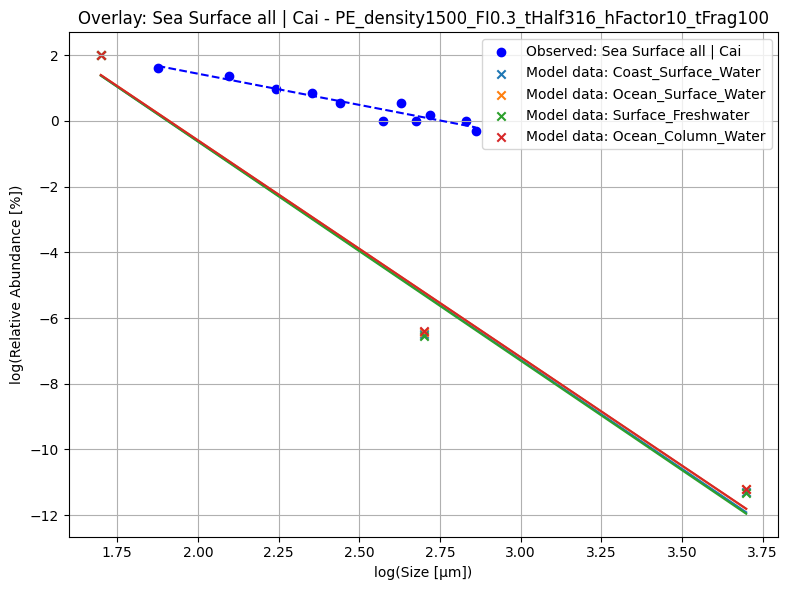 Overlay: Sea Surface all | Cai - PE_density1500_FI0.3_tHalf316_hFactor10_tFrag100
Observed: Sea Surface all | Cai
Model data: Coast_Surface_Water
Model data: Ocean_Surface_Water
Model data: Surface_Freshwater
Model data: Ocean_Column_Water
log(Relative Abundance [%])
2
0
−2
−4
−6
−8
−10
−12
1.75 2.00 2.25 2.50 2.75 3.00 3.25 3.50 3.75
log(Size [μm])